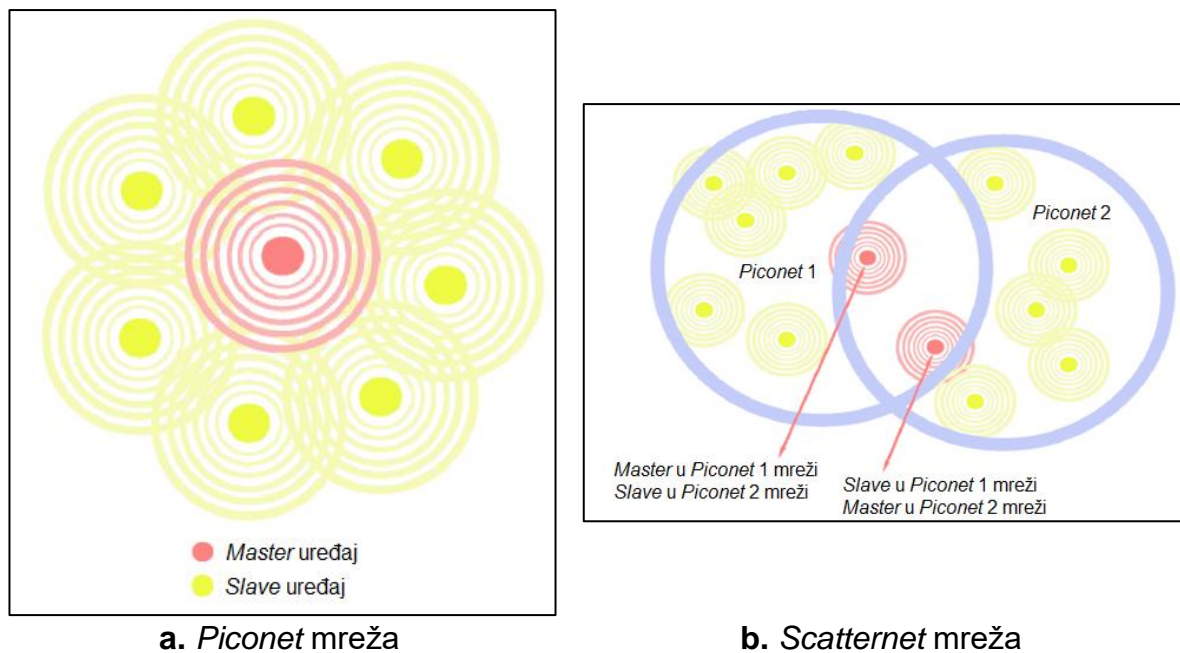 Master uređaj
Slave uređaj
a. Piconet mreža
Piconet 1
Piconet 2
Master u Piconet 1 mreži
Slave u Piconet 2 mreži
Slave u Piconet 1 mreži
Master u Piconet 2 mreži
b. Scatternet mreža